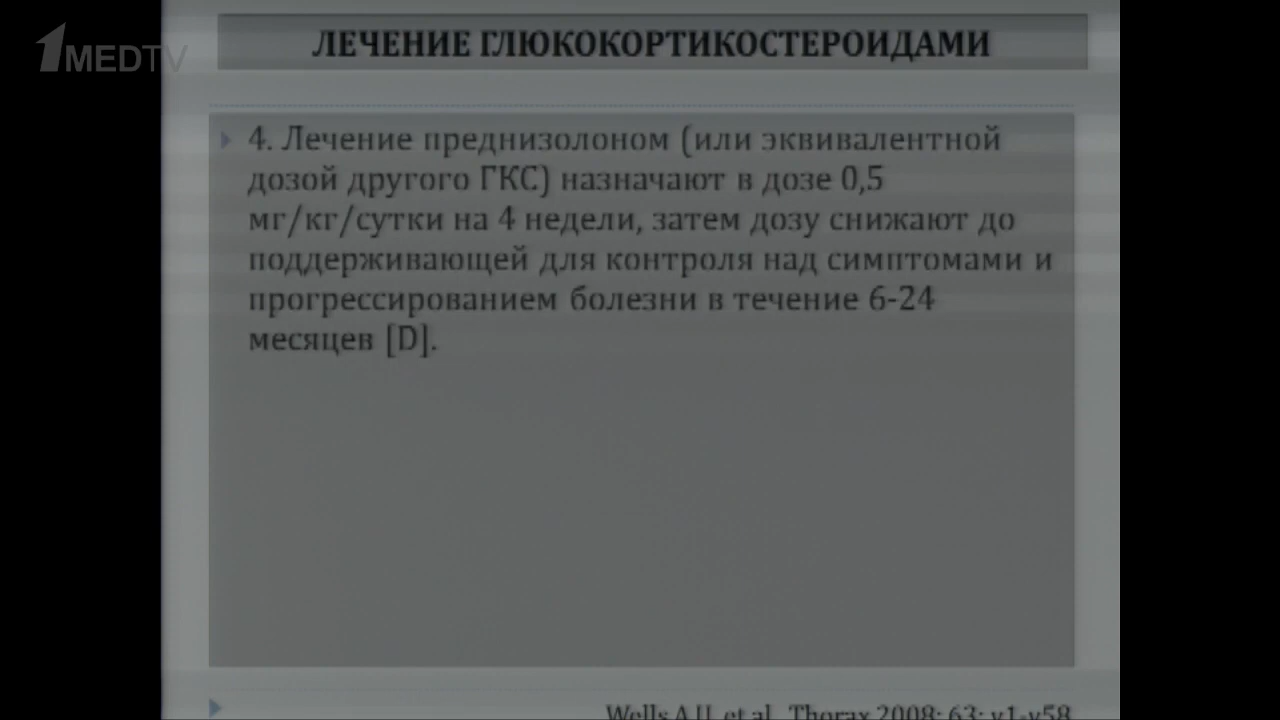 1MEDTV
ЛЕЧЕНИЕ ГЛЮКОКОРТИКОСТЕРОИДАМИ
4. Лечение преднизолоном (или эквивалентной
дозой другого ГКС) назначают в дозе 0,5
мг/кг/сутки на 4 недели, затем дозу снижают до
поддерживающей для контроля над симптомами и
прогрессированием болезни в течение 6-24
месяцев [D].
Wells A.U. et al. Thorax 2008; 63: v1-v58